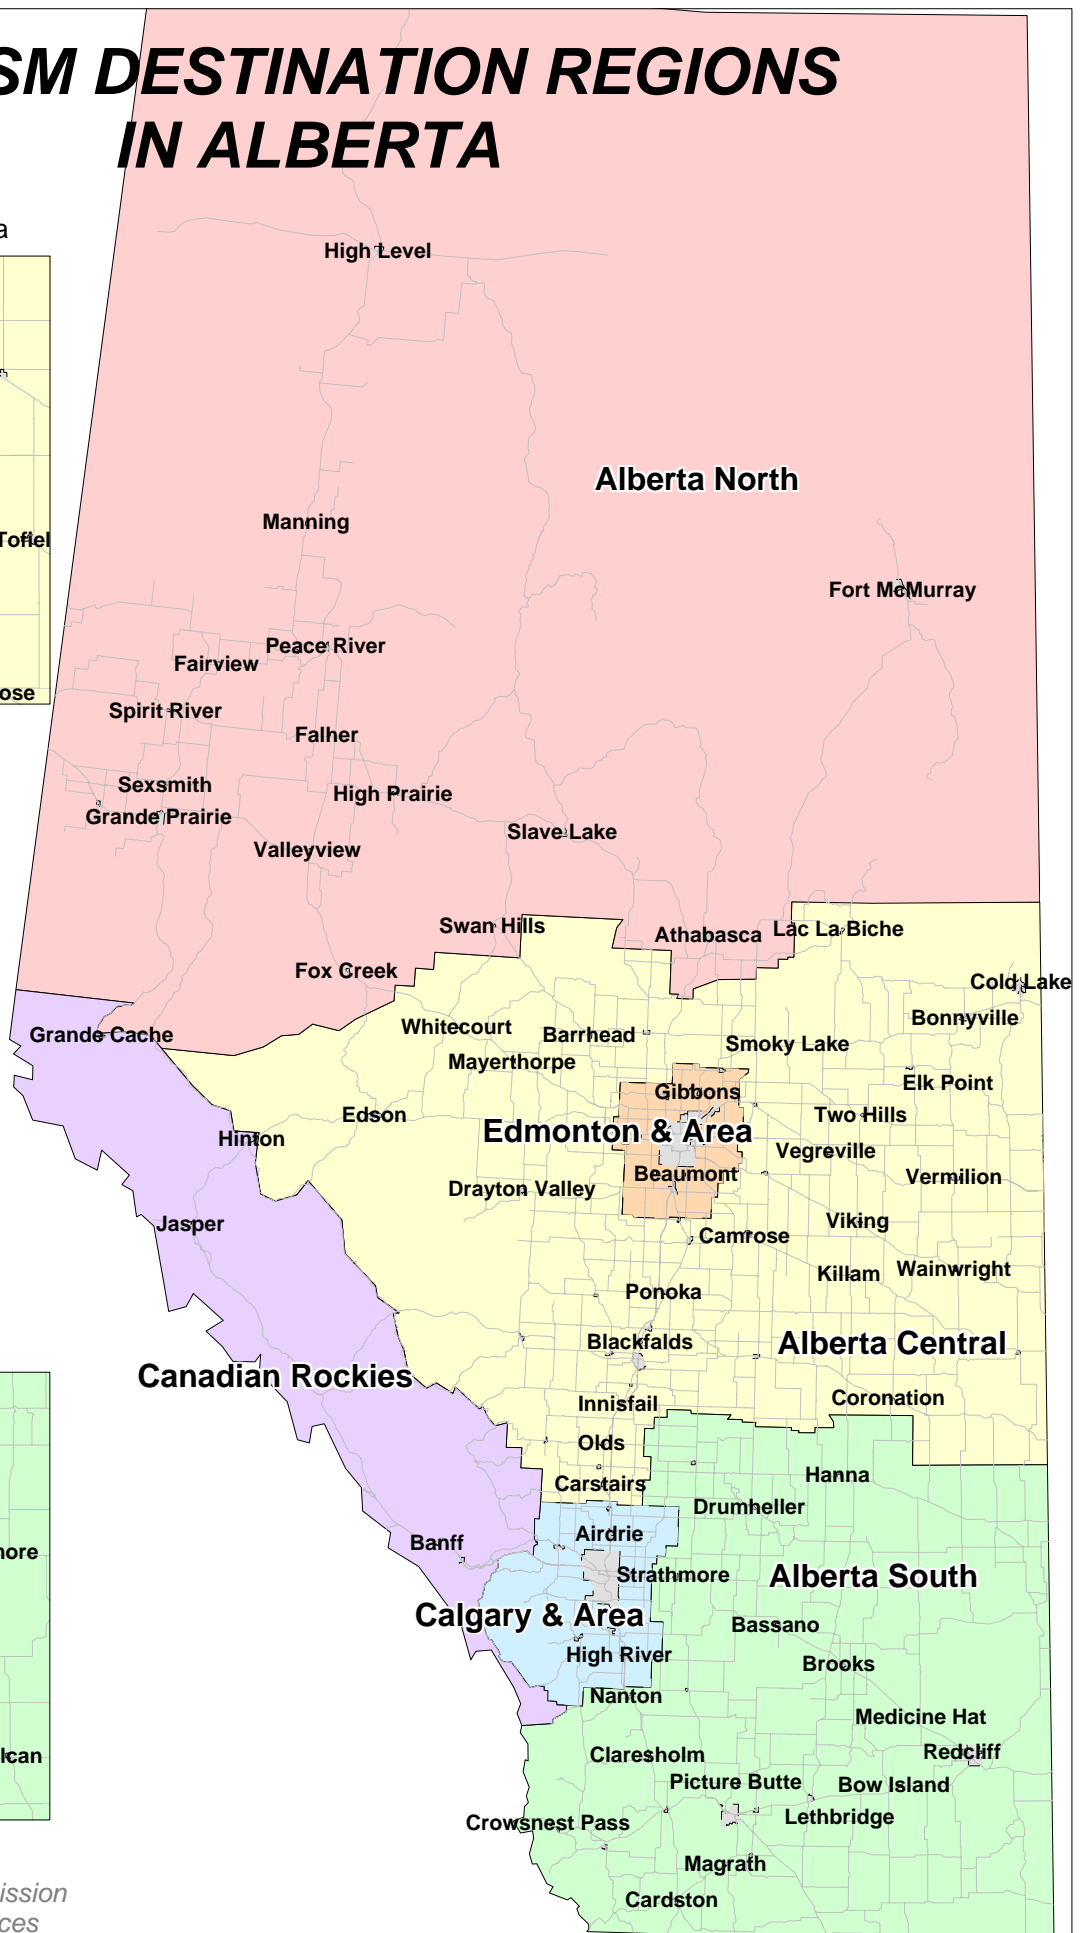 SM DESTINATION REGIONS
IN ALBERTA
a
High Level
Alberta North
Manning
Fort McMurray
Peace River
Fairview
Spirit River
Falher
Sexsmith
High Prairie
Grande Prairie
Slave Lake
Valleyview
Swan Hills
Athabasca
Lac La Biche
Fox Creek
Cold Lake
Bonnyville
Whitecourt
Barrhead
Grande Cache
Smoky Lake
Mayerthorpe
Elk Point
Gibbons
Edson
Two Hills
Edmonton & Area
Hinton
Vegreville
Beaumont
Vermilion
Drayton Valley
Jasper
Viking
Camrose
Killam
Wainwright
Ponoka
Blackfalds
Alberta Central
Canadian Rockies
Coronation
Innisfail
Olds
Hanna
Carstairs
Drumheller
Airdrie
Banff
Strathmore
Alberta South
Calgary & Area
Bassano
High River
Brooks
Nanton
Medicine Hat
Redcliff
Claresholm
Picture Butte
Bow Island
Lethbridge
Crowsnest Pass
Magrath
Cardston
Tofiel
ose
nore
lcan
ission
ces